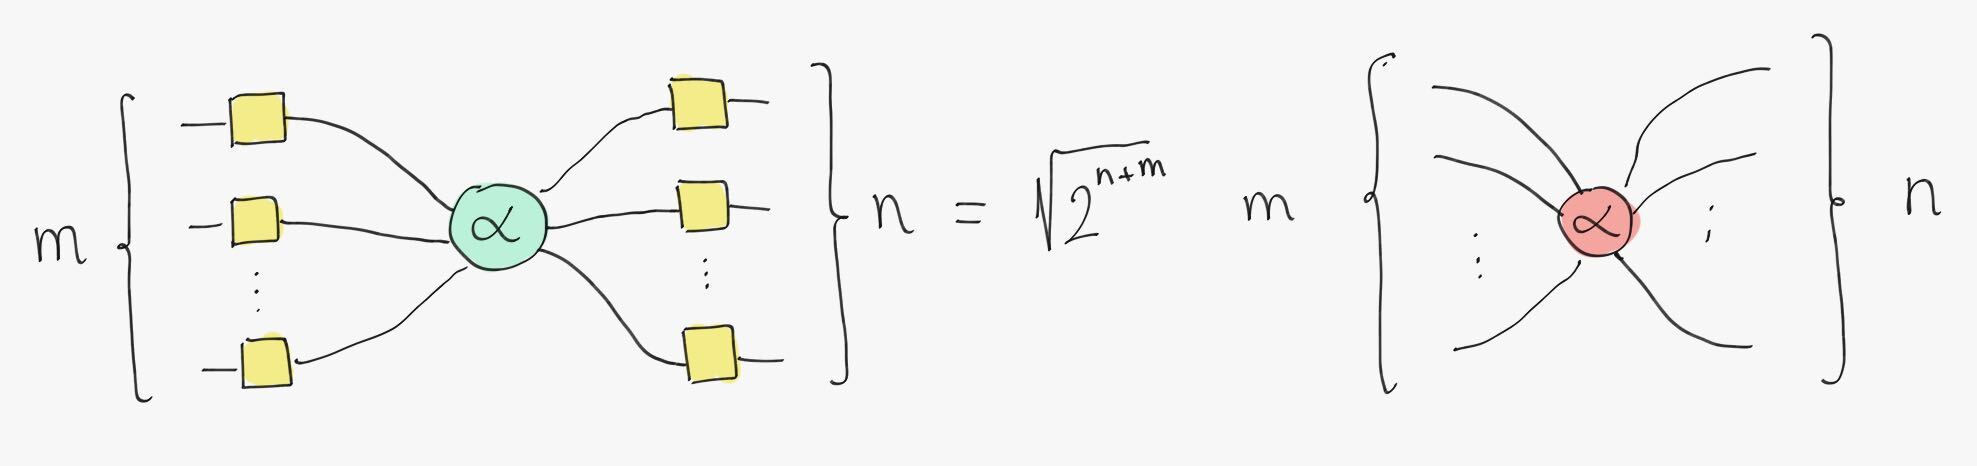 m { α } n = √2^{n+m} m { α } n